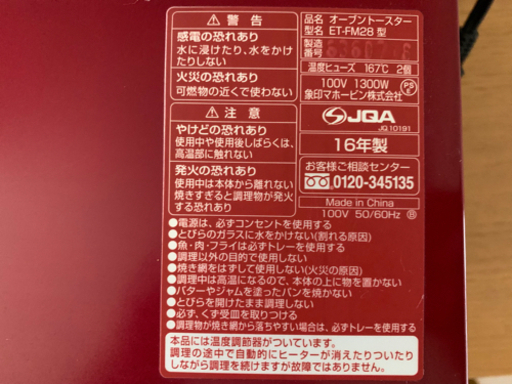 警告
感電の恐れあり
水に浸けたり、水をかけ
たりしない
火災の恐れあり
可燃物の近くで使わない
注意
やけどの恐れあり
使用中や使用後しばらくは、
高温部に触れない
発火の恐れあり
使用中は本体から離れない
焼きすぎると調理物が発火
する恐れあり
品名 オーブントースター
型名 ET-FM28 型
製造
番号
温度ヒューズ 167℃ 2個
100V 1300W
象印マホービン株式会社
PS
E
JQA
JQ10191
16年製
お客様ご相談センター
0120-345135
Made in China
100V 50/60Hz Ⓑ
●電源は、必ずコンセントを使用する
●とびらのガラスに水をかけない(割れる原因)
●魚・肉・フライは必ずトレーを使用する
●調理以外の目的で使用しない
●焼き網をはずして使用しない(火災の原因)
●調理中は高温になるので、本体の上に物を置かない
●バターやジャムを塗ったパンを焼かない
●とびらを開けたまま調理しない
●必ず、くず受皿を取りつける
●調理物が焼き網から落ちやすい場合は、必ずトレーを使用する
本品には温度調節器がついています。
調理の途中で自動的にヒーターが消えたりついたり
しながら調理を続けますが故障ではありません。